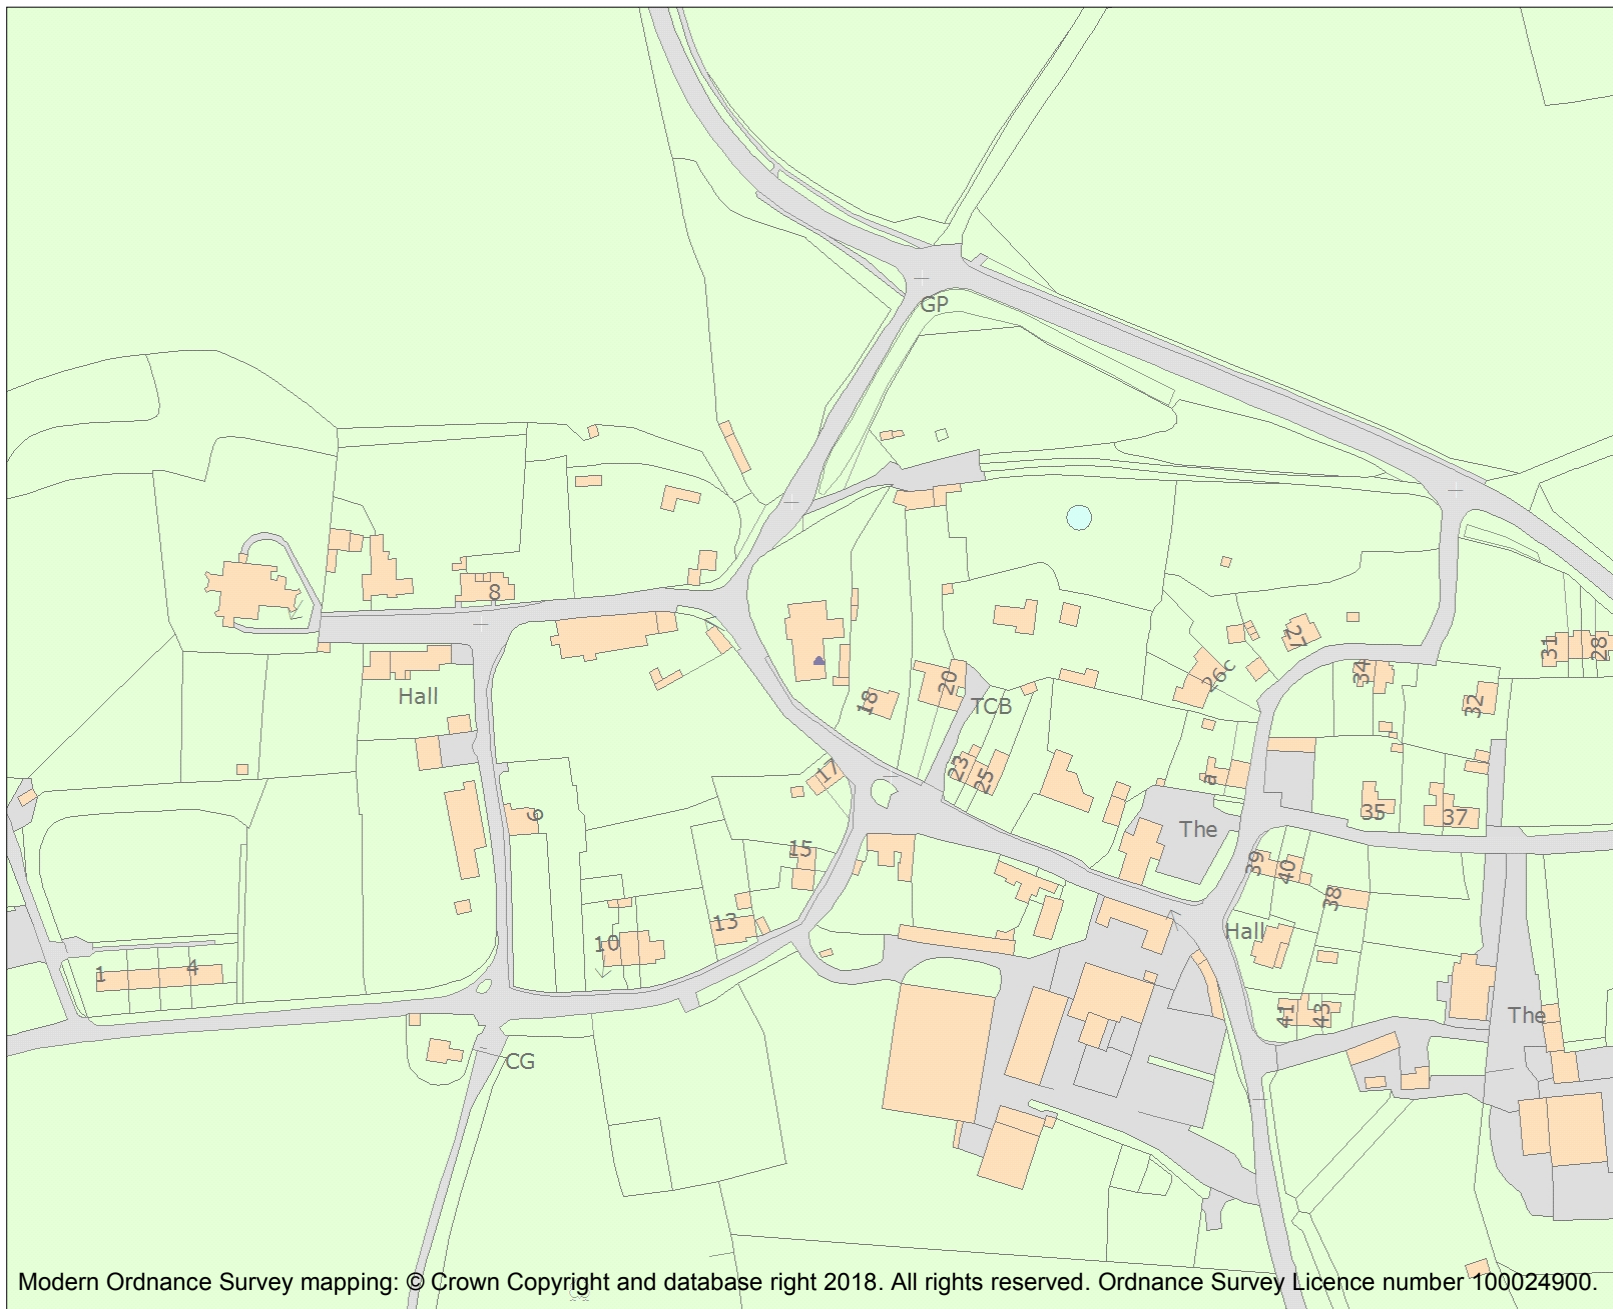 GP
8
27
31
28
34
26c
Hall
18
20
TCB
32
17
23
25
a
9
35
37
The
15
39
40
38
13
10
Hall
1
4
41
43
The
CG
Modern Ordnance Survey mapping: © Crown Copyright and database right 2018. All rights reserved. Ordnance Survey Licence number 100024900.